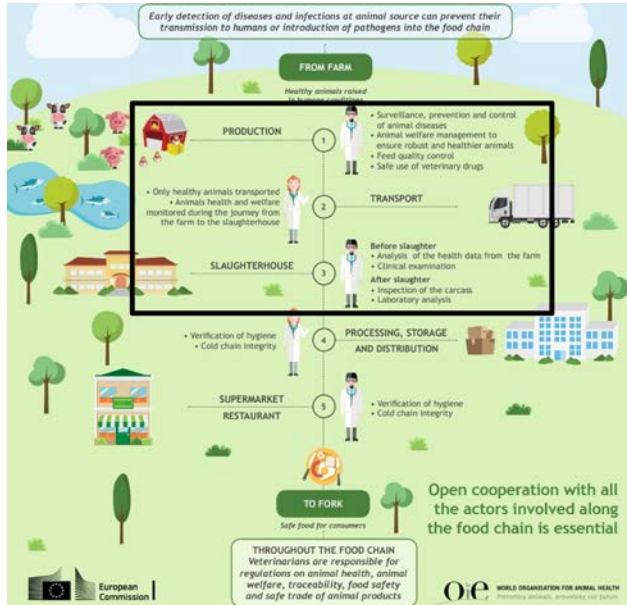 Early detection of diseases and infections at animal source can prevent their
transmission to humans or introduction of pathogens into the food chain
FROM FARM
Healthy animals raised
in humane conditions
PRODUCTION
1
• Surveillance, prevention and control
of animal diseases
• Animal welfare management to
ensure robust and healthier animals
• Feed quality control
• Safe use of veterinary drugs
• Only healthy animals transported
• Animals health and welfare
monitored during the journey from
the farm to the slaughterhouse
2
TRANSPORT
SLAUGHTERHOUSE
3
Before slaughter
• Analysis of the health data from the farm
• Clinical examination
After slaughter
• Inspection of the carcass
• Laboratory analysis
• Verification of hygiene
• Cold chain integrity
4
PROCESSING, STORAGE
AND DISTRIBUTION
SUPERMARKET
RESTAURANT
5
• Verification of hygiene
• Cold chain integrity
TO FORK
Safe food for consumers
Open cooperation with all
the actors involved along
the food chain is essential
THROUGHOUT THE FOOD CHAIN
Veterinarians are responsible for
regulations on animal health, animal
welfare, traceability, food safety
and safe trade of animal products
European
Commission
Oie
WORLD ORGANISATION FOR ANIMAL HEALTH
Protecting animals, preserving our future